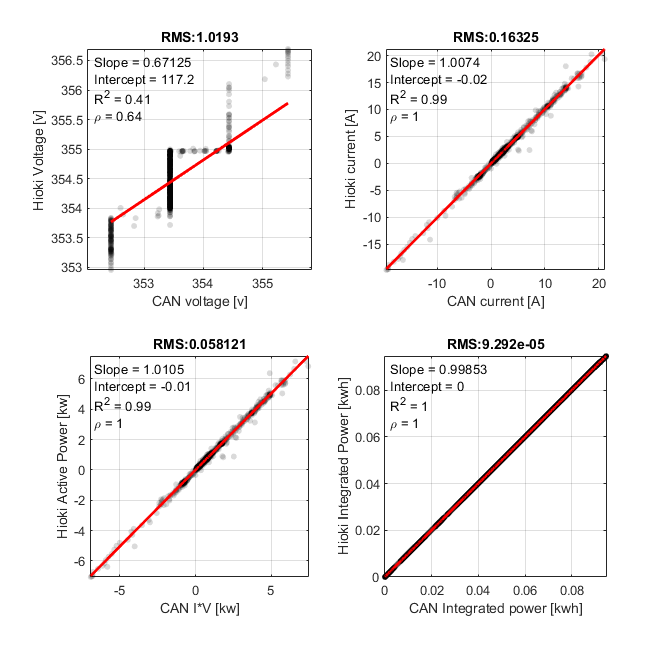 RMS:1.0193
Slope = 0.67125
Intercept = 117.2
R² = 0.41
ρ = 0.64
356.5
356
355.5
355
354.5
354
353.5
353
Hioki Voltage [v]
353
354
355
CAN voltage [v]
RMS:0.16325
Slope = 1.0074
Intercept = -0.02
R² = 0.99
ρ = 1
20
15
10
5
0
-5
-10
-15
Hioki current [A]
-10
0
10
20
CAN current [A]
RMS:0.058121
Slope = 1.0105
Intercept = -0.01
R² = 0.99
ρ = 1
6
4
2
0
-2
-4
-6
Hioki Active Power [kw]
-5
0
5
CAN I*V [kw]
RMS:9.292e-05
Slope = 0.99853
Intercept = 0
R² = 1
ρ = 1
0.08
0.06
0.04
0.02
0
Hioki Integrated Power [kwh]
0
0.02
0.04
0.06
0.08
CAN Integrated power [kwh]